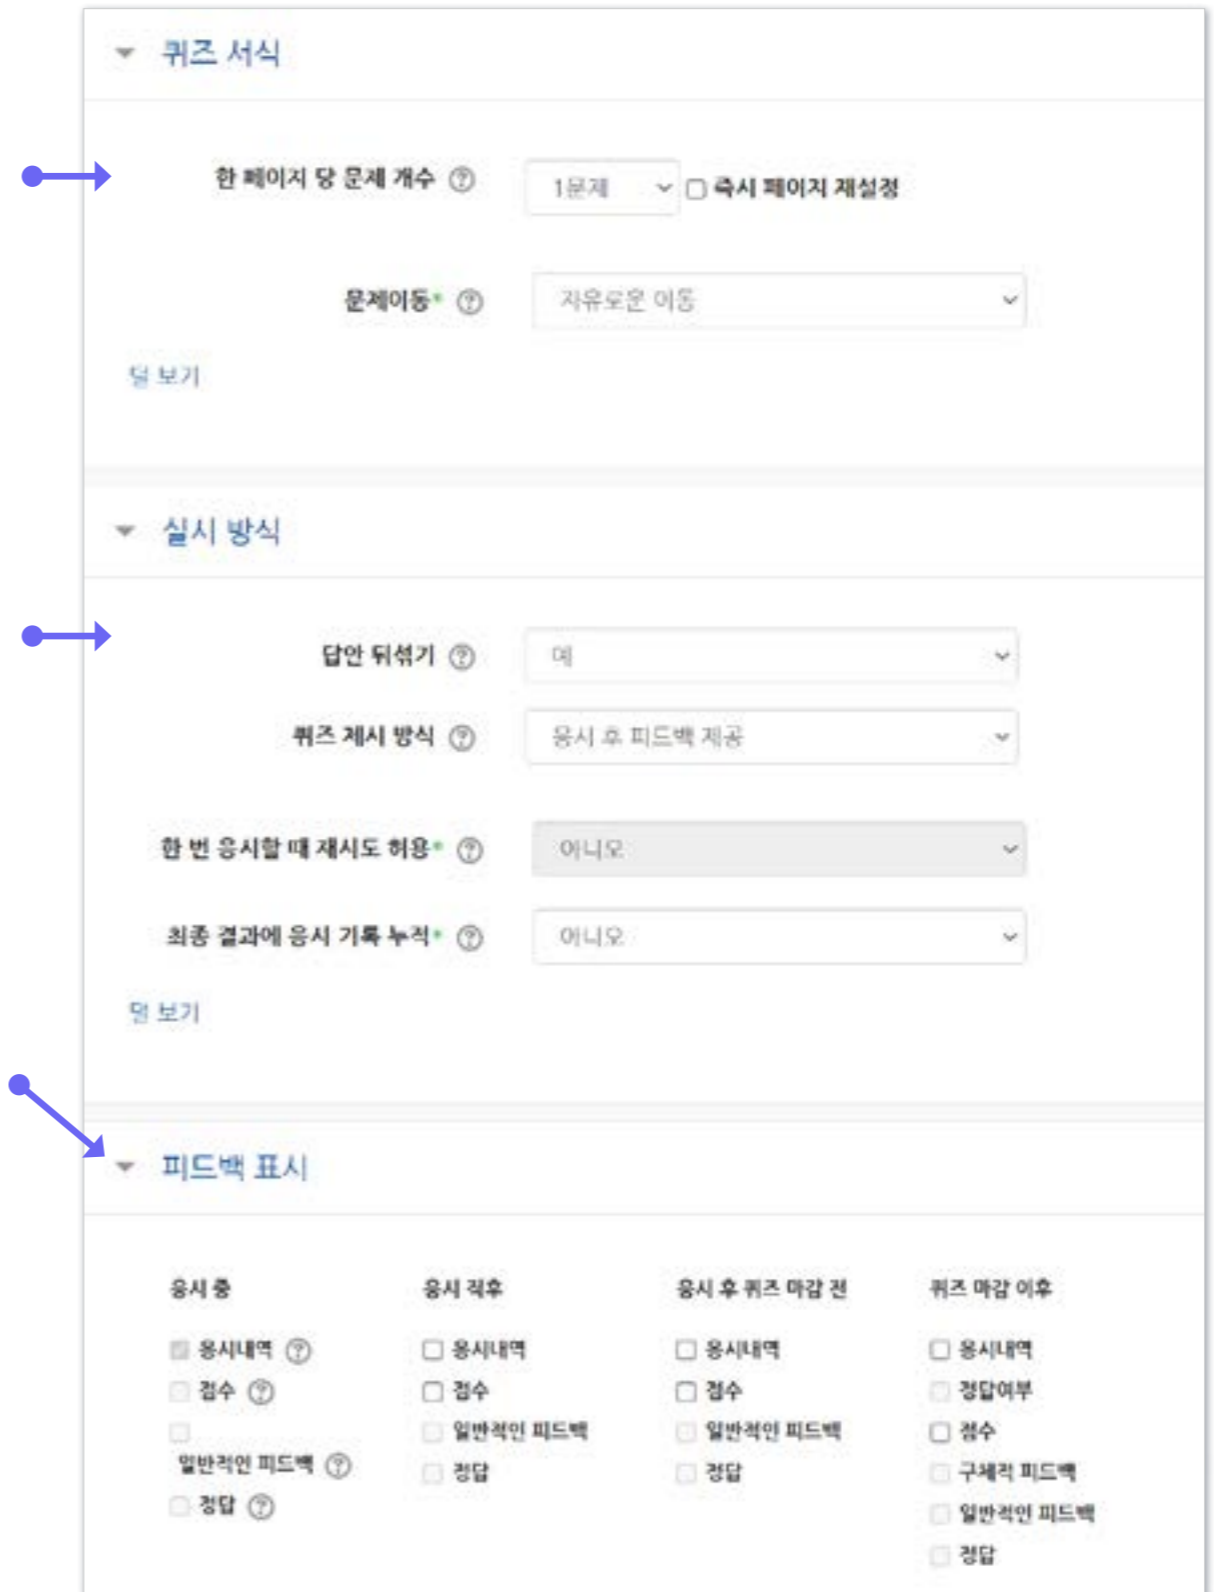 퀴즈 서식
한 페이지 당 문제 개수 1문제 즉시 페이지 재설정
문제이동* 자유로운 이동
덜 보기
실시 방식
답안 뒤섞기 예
퀴즈 제시 방식 응시 후 피드백 제공
한 번 응시할 때 재시도 허용* 아니오
최종 결과에 응시 기록 누적* 아니오
덜 보기
피드백 표시
응시 중 응시 직후 응시 후 퀴즈 마감 전 퀴즈 마감 이후
응시내역 응시내역 응시내역 응시내역
점수 점수 점수 정답여부
일반적인 피드백 일반적인 피드백 점수
일반적인 피드백 정답 정답 구체적 피드백
정답 일반적인 피드백
정답